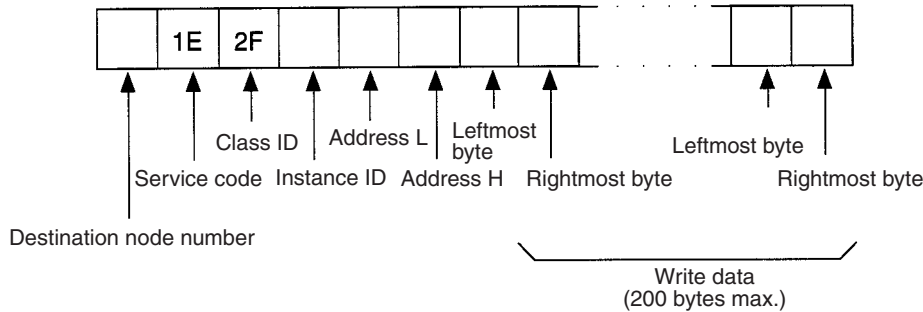 1E 2F
Class ID
Address L
Leftmost
byte
Leftmost byte
Service code
Instance ID
Address H
Rightmost byte
Rightmost byte
Destination node number
Write data
(200 bytes max.)